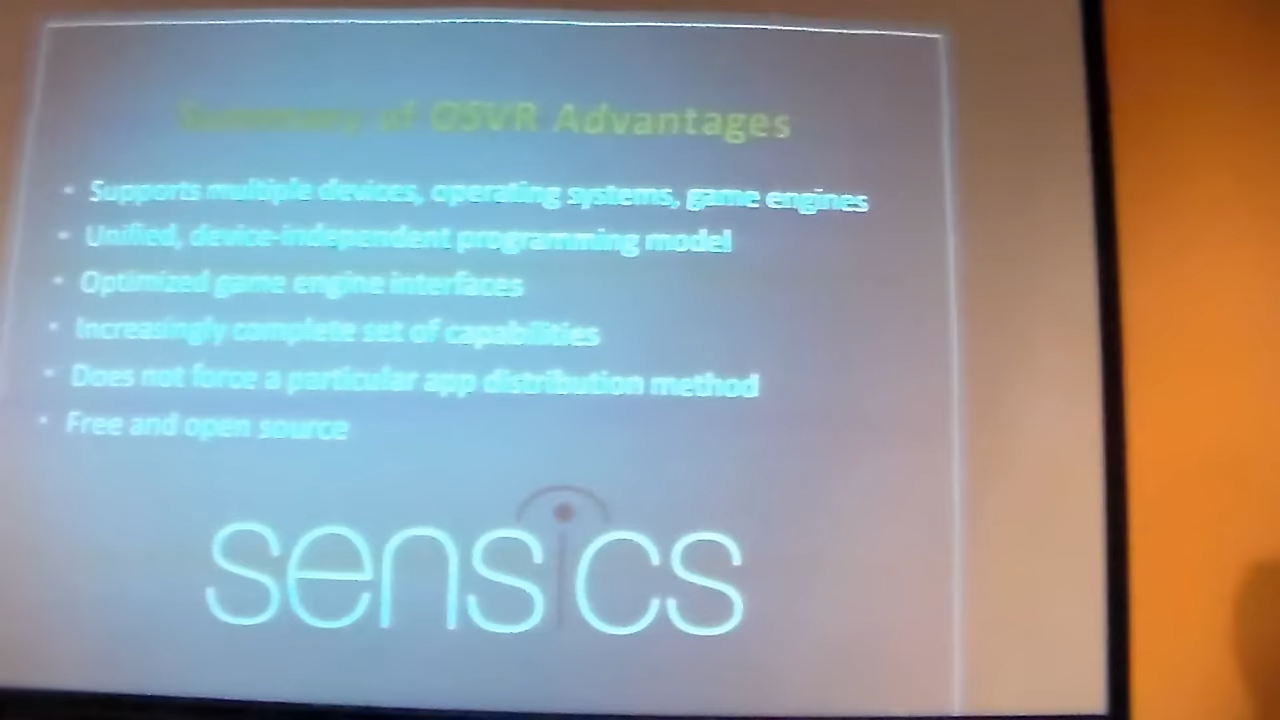 Summary of OSVR Advantages
• Supports multiple devices, operating systems, game engines
• Unified, device-independent programming model
• Optimized game engine interfaces
• Increasingly complete set of capabilities
• Does not force a particular app distribution method
• Free and open source
sensics